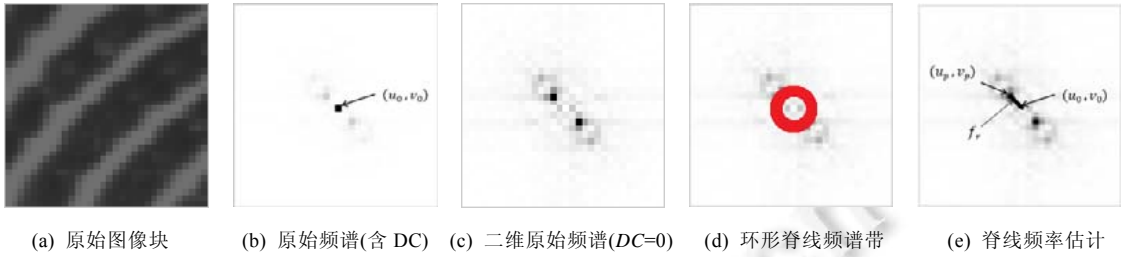 (u₀,v₀)
(uₚ,vₚ)
(u₀,v₀)
fᵣ
(a) 原始图像块
(b) 原始频谱(含 DC)
(c) 二维原始频谱(DC=0)
(d) 环形脊线频谱带
(e) 脊线频率估计